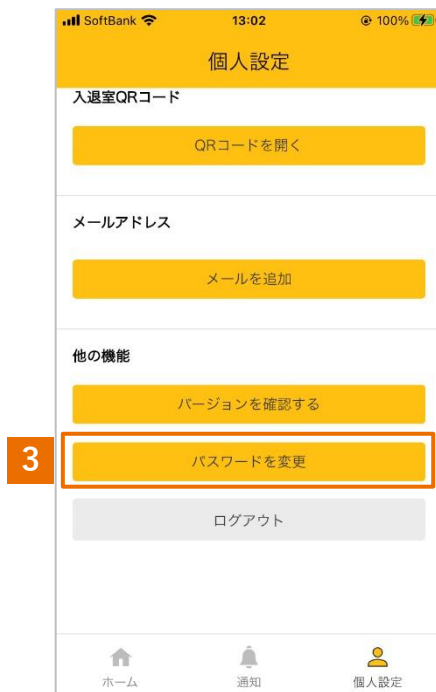 SoftBank 13:02 100%
個人設定
入退室QRコード
QRコードを開く
メールアドレス
メールを追加
他の機能
バージョンを確認する
3 パスワードを変更
ログアウト
ホーム 通知 個人設定